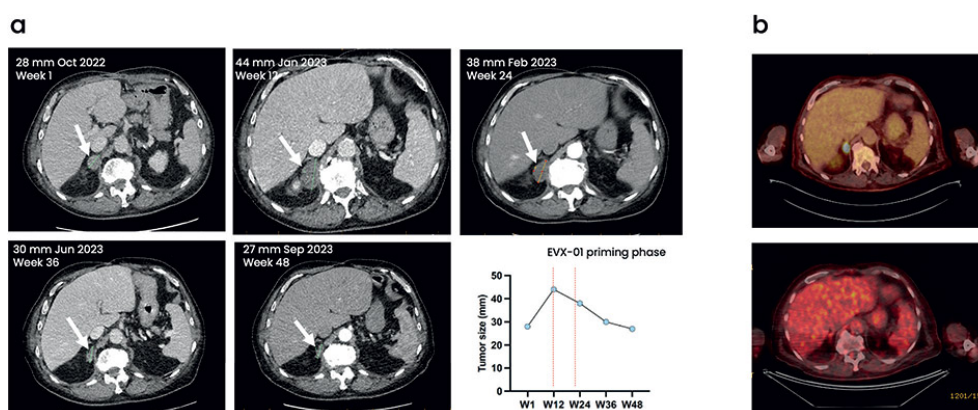 a
b
28 mm Oct 2022
Week 1
44 mm Jan 2023
Week 12
38 mm Feb 2023
Week 24
30 mm Jun 2023
Week 36
27 mm Sep 2023
Week 48
EVX-01 priming phase
Tumor size (mm)
50
40
30
20
10
0
W1 W12 W24 W36 W48